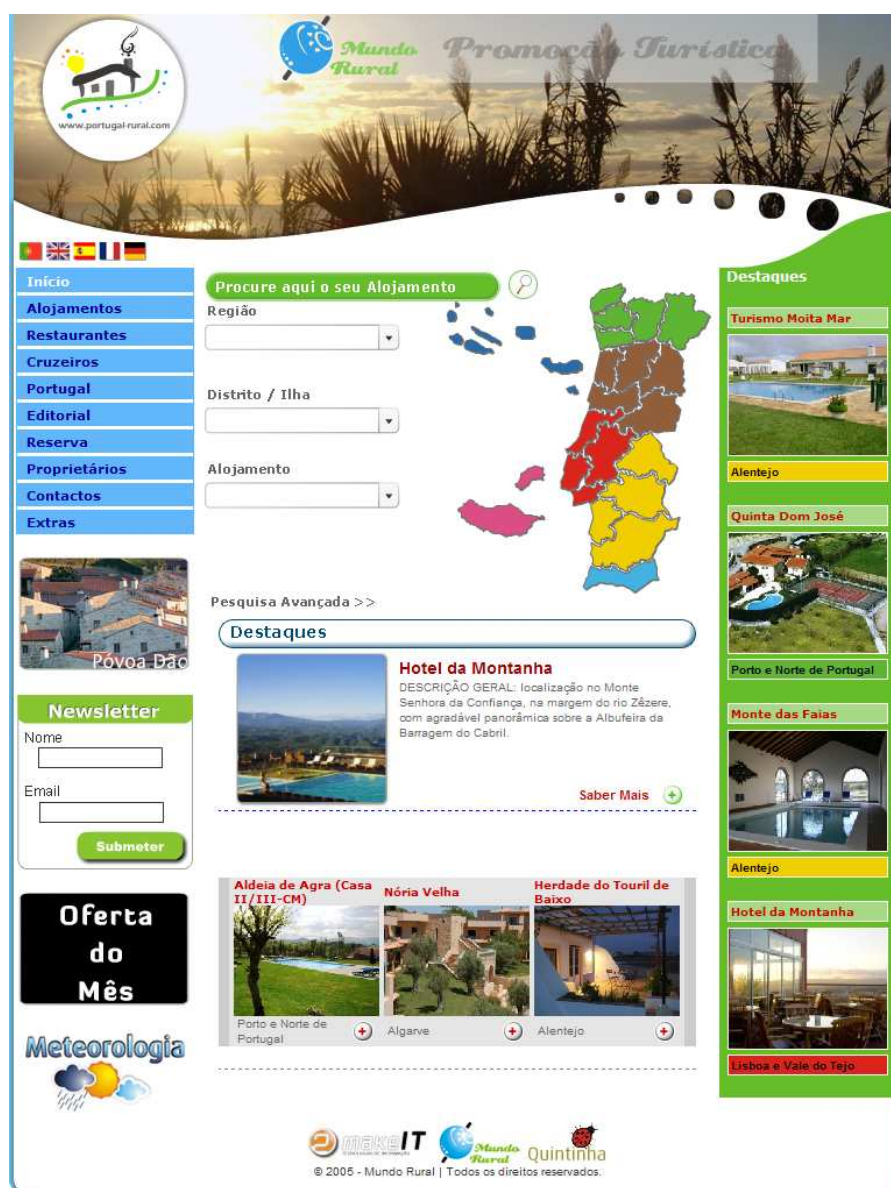 Mundo
Rural
Promoção Turística
www.portugal-rural.com
Início
Alojamentos
Restaurantes
Cruzeiros
Portugal
Editorial
Reserva
Proprietários
Contactos
Extras
Póvoa Dão
Newsletter
Nome
Email
Submeter
Oferta
do
Mês
Meteorologia
Procure aqui o seu Alojamento
Região
Distrito / Ilha
Alojamento
Pesquisa Avançada >>
Destaques
Hotel da Montanha
DESCRIÇÃO GERAL: localização no Monte
Senhora da Confiança, na margem do rio Zêzere,
com agradável panorâmica sobre a Albufeira da
Barragem do Cabril.
Saber Mais
Aldeia de Agra (Casa
II/III-CM)
Porto e Norte de
Portugal
Nória Velha
Algarve
Herdade do Touril de
Baixo
Alentejo
Destaques
Turismo Moita Mar
Alentejo
Quinta Dom José
Porto e Norte de Portugal
Monte das Faias
Alentejo
Hotel da Montanha
Lisboa e Vale do Tejo
makeIT
Mundo
Rural
Quintinha
© 2005 - Mundo Rural | Todos os direitos reservados.